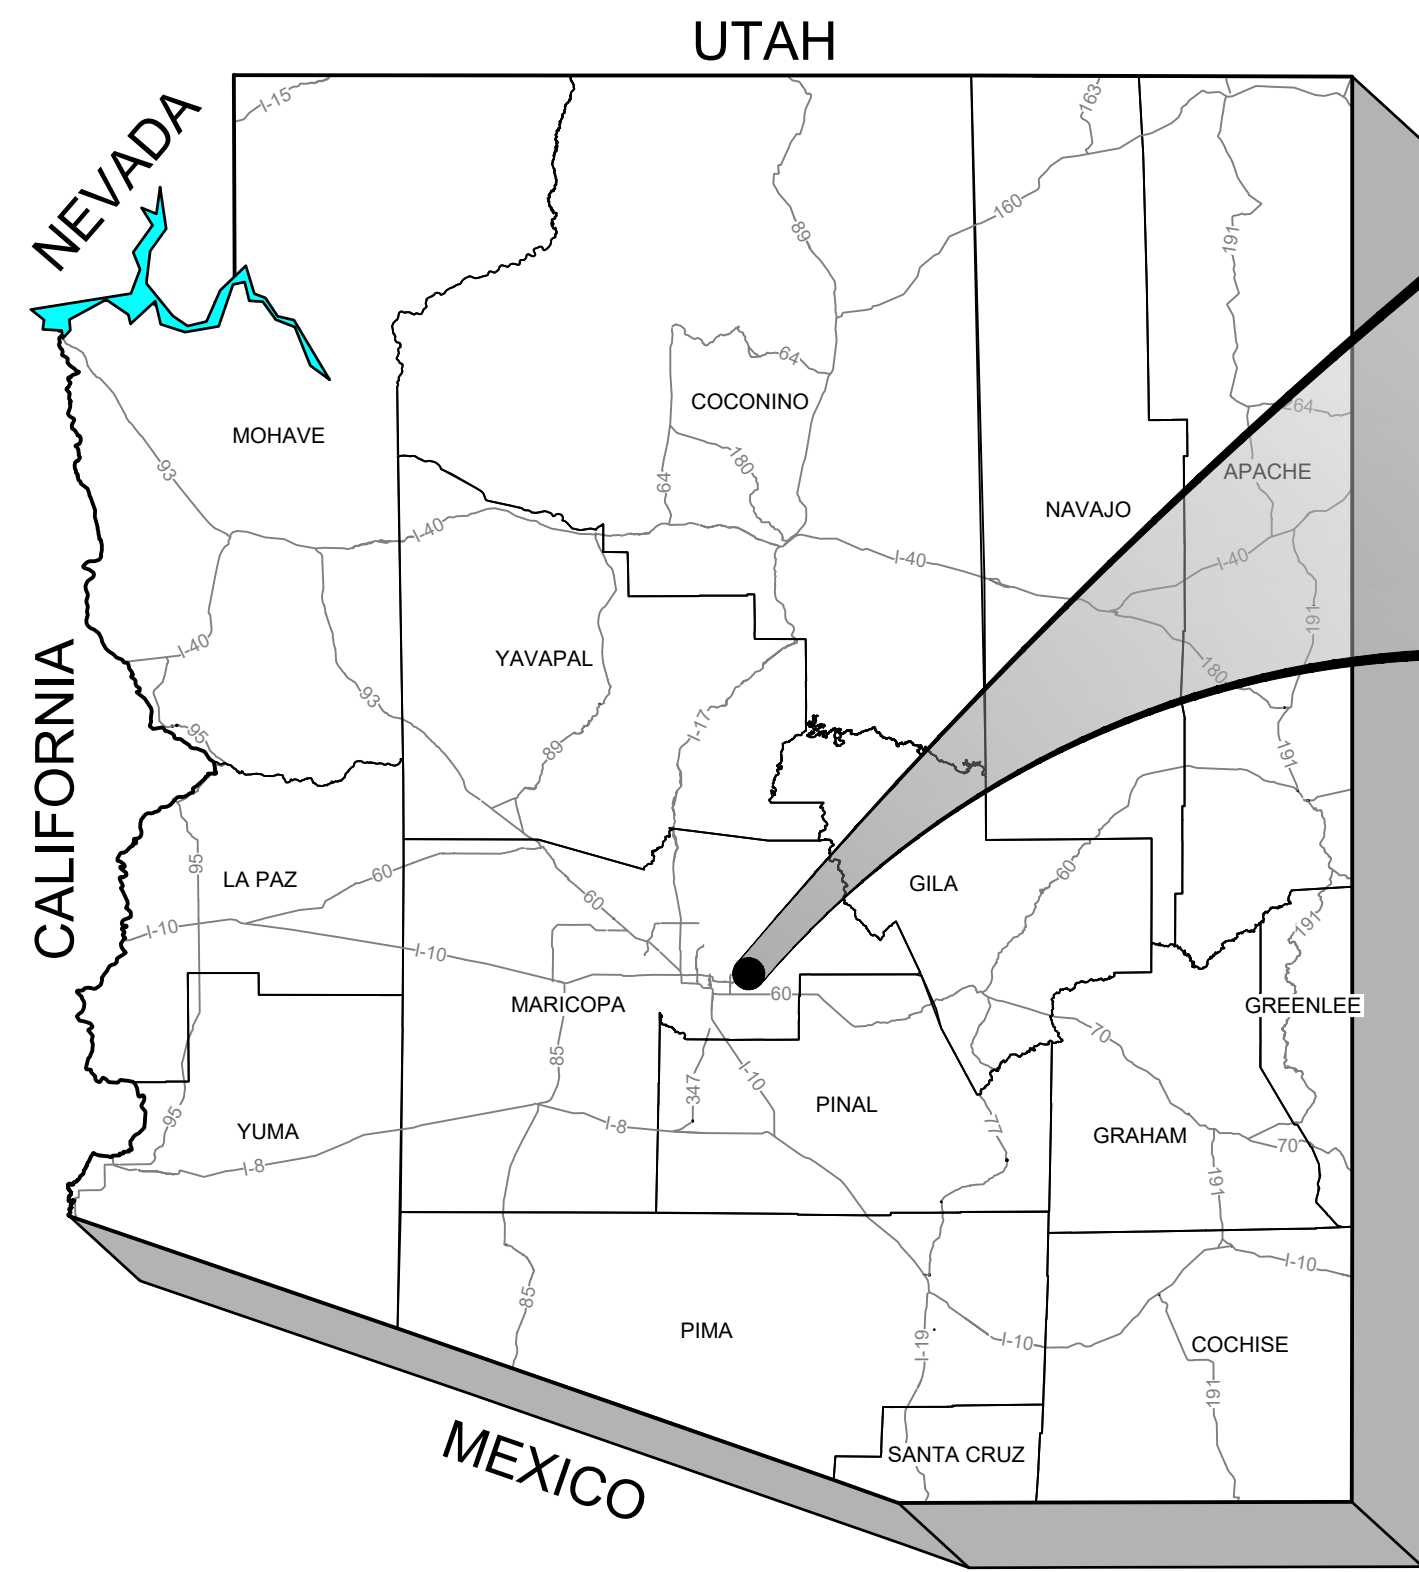 UTAH
I-15
163
NEVADA
160
89
191
64
264
COCONINO
MOHAVE
93
180
64
APACHE
NAVAJO
I-40
I-40
I-40
191
I-40
YAVAPAL
180
93
I-17
95
89
191
CALIFORNIA
95
60
LA PAZ
60
GILA
60
191
I-10
I-10
60
MARICOPA
GREENLEE
70
85
I-10
347
PINAL
95
YUMA
I-8
77
GRAHAM
70
I-8
191
I-10
85
PIMA
I-19
I-10
COCHISE
191
MEXICO
SANTA CRUZ